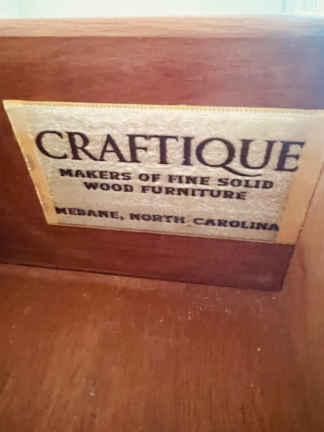 CRAFTIQUE
MAKERS OF FINE SOLID
WOOD FURNITURE
MEBANE, NORTH CAROLINA